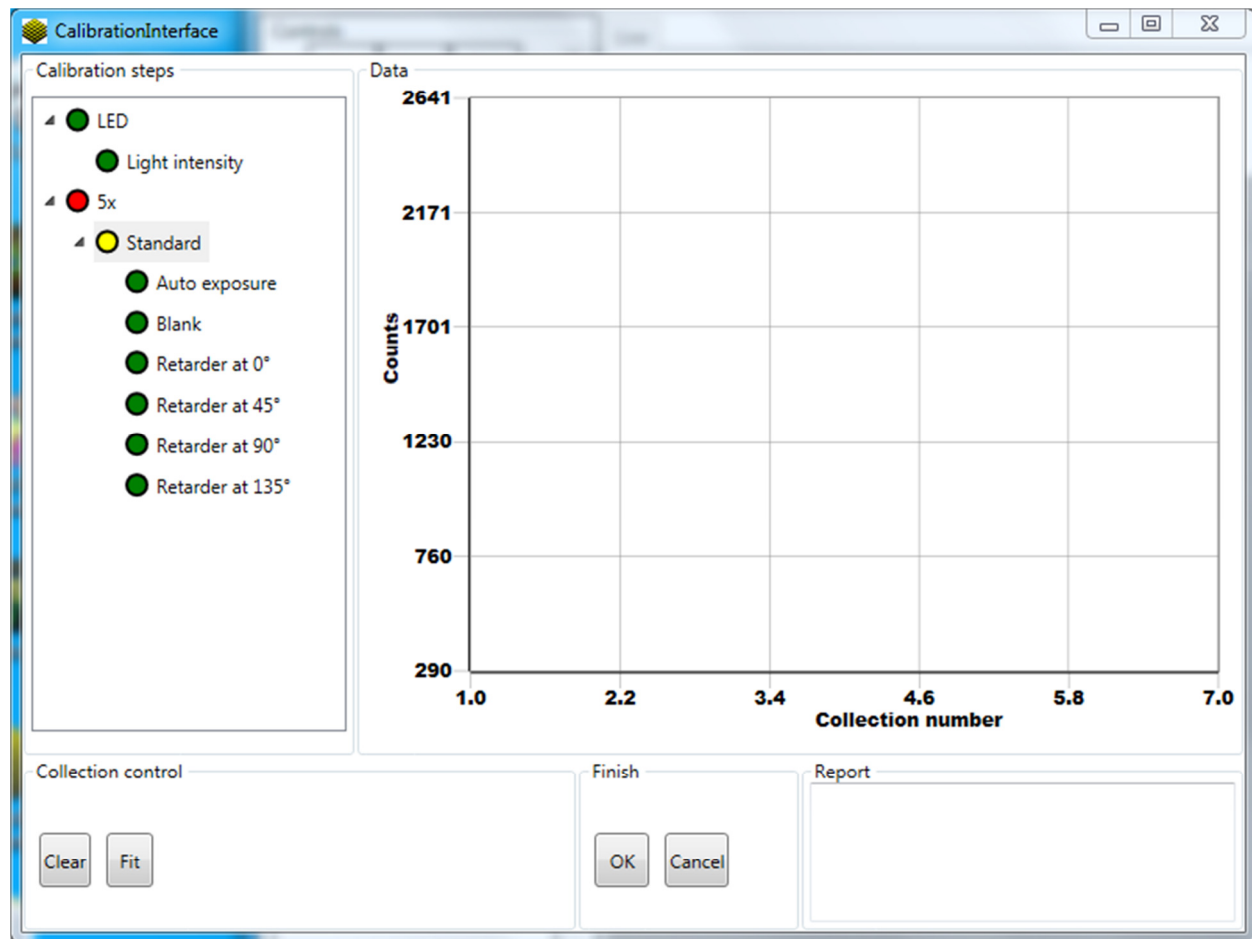 CalibrationInterface
Calibration steps
LED
Light intensity
5x
Standard
Auto exposure
Blank
Retarder at 0°
Retarder at 45°
Retarder at 90°
Retarder at 135°
Data
2641
2171
1701
1230
760
290
Counts
1.0 2.2 3.4 4.6 5.8 7.0
Collection number
Collection control
Clear Fit
Finish
OK Cancel
Report